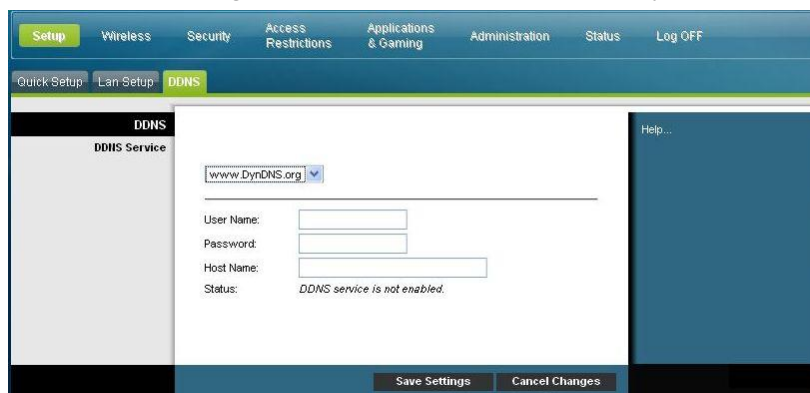 Setup Wireless Security Access Restrictions Applications & Gaming Administration Status Log OFF
Quick Setup Lan Setup DDNS
DDNS
DDNS Service
www.DynDNS.org
User Name:
Password:
Host Name:
Status: DDNS service is not enabled.
Help...
Save Settings Cancel Changes